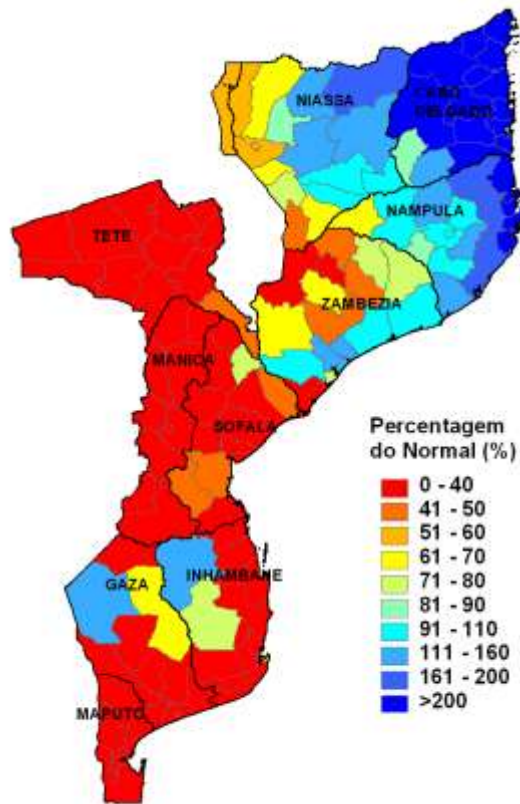 NIASSA
CABO
DELGADO
NAMPULA
TETE
ZAMBEZIA
MANICA
SOFALA
Percentagem
do Normal (%)
0 - 40
41 - 50
51 - 60
61 - 70
71 - 80
81 - 90
91 - 110
111 - 160
161 - 200
>200
GAZA
INHAMBANE
MAPUTO